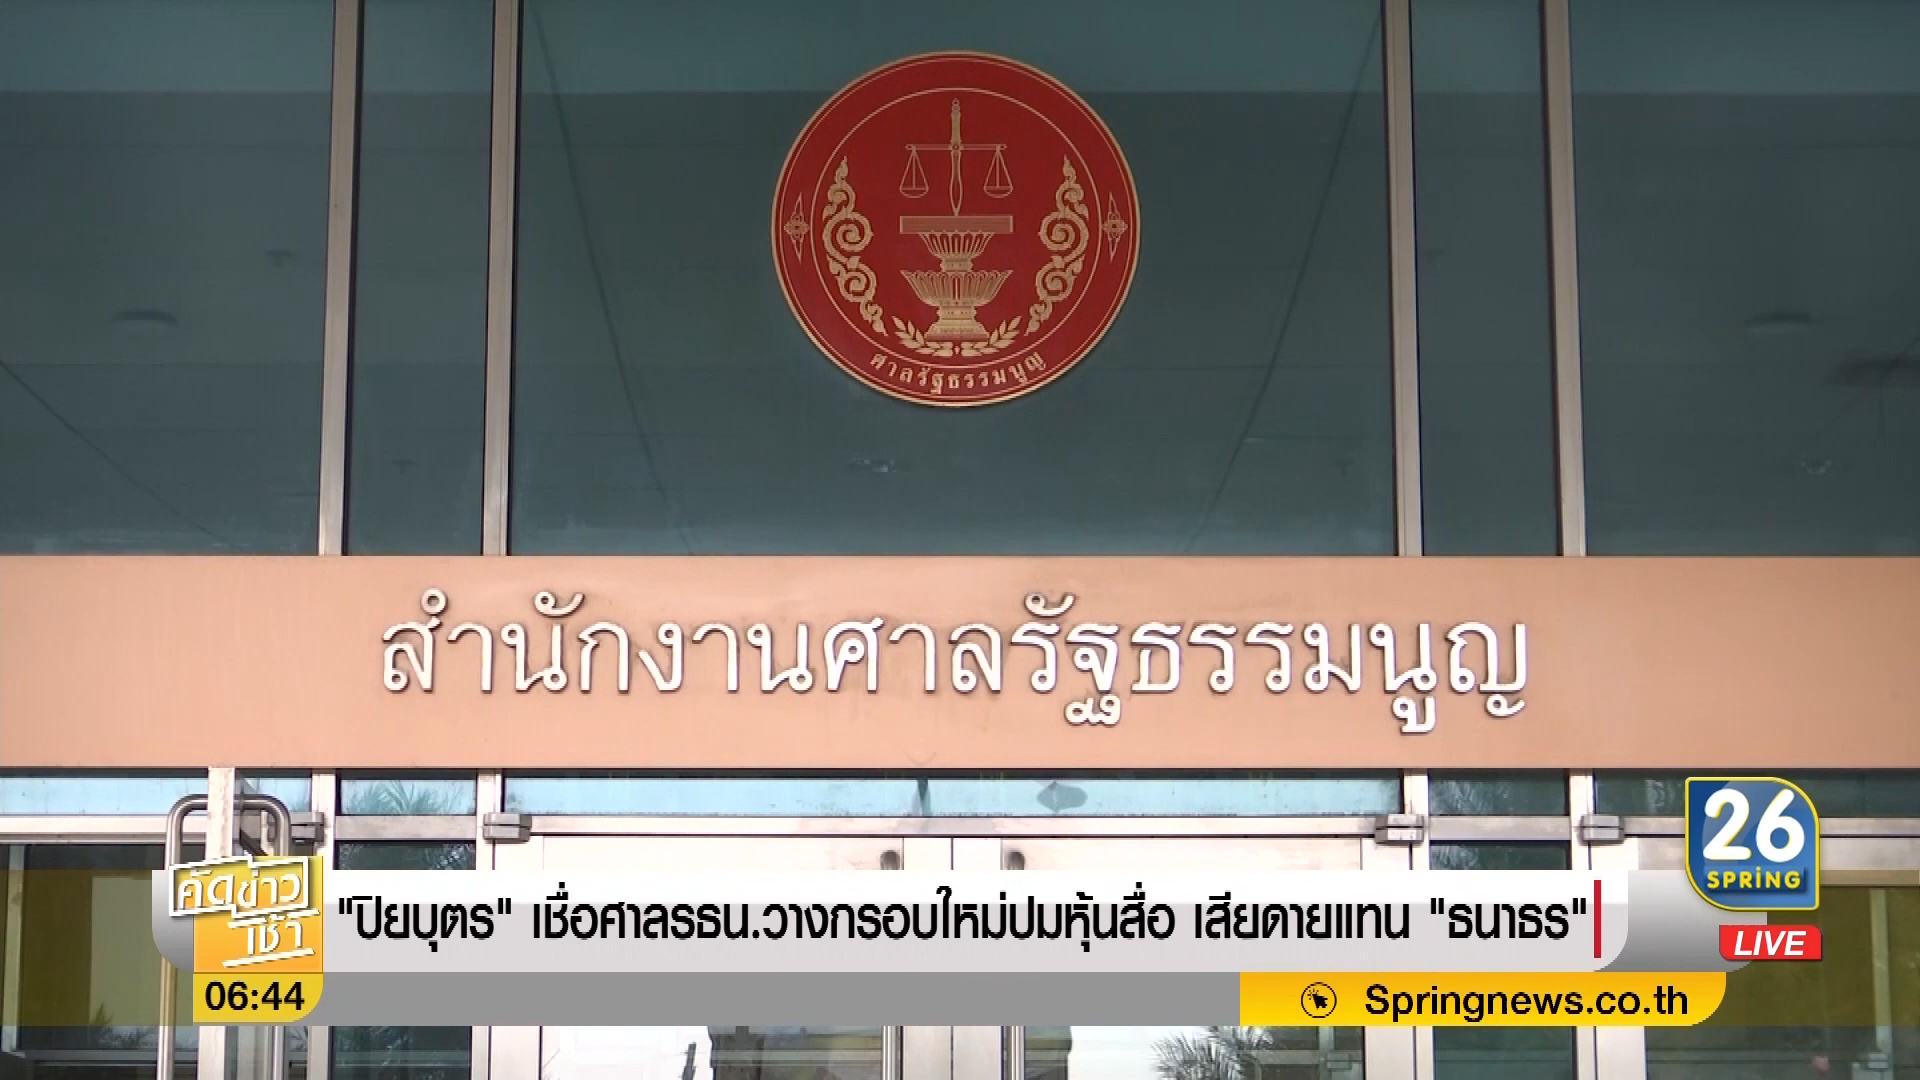 ศาลรัฐธรรมนูญ
สำนักงานศาลรัฐธรรมนูญ
26
SPRiNG
LIVE
คัดข่าวเช้า
"ปิยบุตร" เชื่อศาลรธน.วางกรอบใหม่ปมหุ้นสื่อ เสียดายแทน "ธนาธร"
06:44
Springnews.co.th